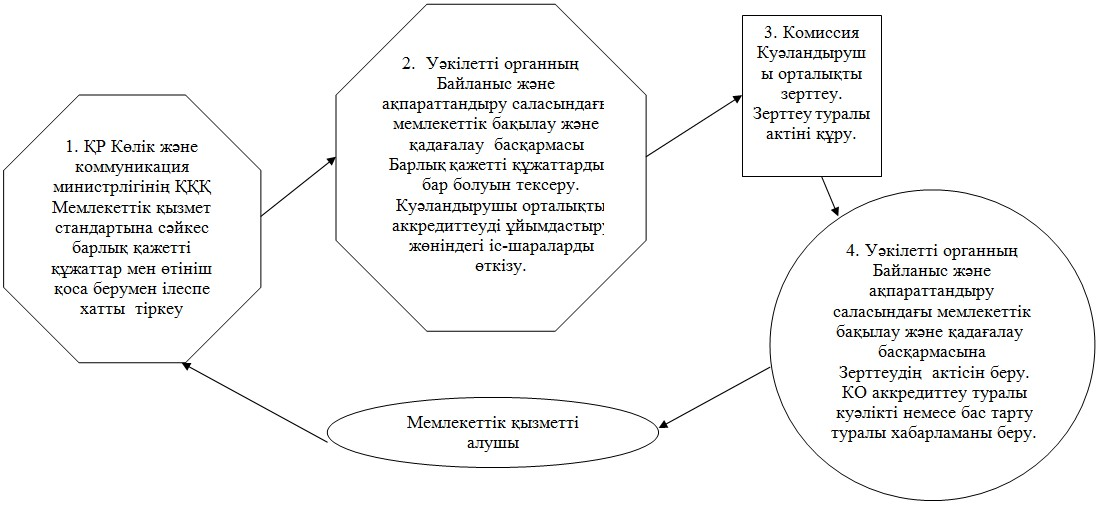 1. ҚР Көлік және
коммуникация
министрлігінің ҚҚҚ
Мемлекеттік қызмет
стандартына сәйкес
барлық қажетті
құжаттар мен өтініш
қоса берумен ілеспе
хатты тіркеу
2. Уәкілетті органның
Байланыс және
ақпараттандыру саласындағы
мемлекеттік бақылау және
қадағалау басқармасы
Барлық қажетті құжаттарды
бар болуын тексеру.
Куәландырушы орталықты
аккредиттеуді ұйымдастыру
жөніндегі іс-шараларды
өткізу.
3. Комиссия
Куәландыруш
ы орталықты
зерттеу.
Зерттеу туралы
актіні құру.
4. Уәкілетті органның
Байланыс және
ақпараттандыру
саласындағы мемлекеттік
бақылау және қадағалау
басқармасына
Зерттеудің актісін беру.
КО аккредиттеу туралы
куәлікті немесе бас тарту
туралы хабарламаны беру.
Мемлекеттік қызметті
алушы